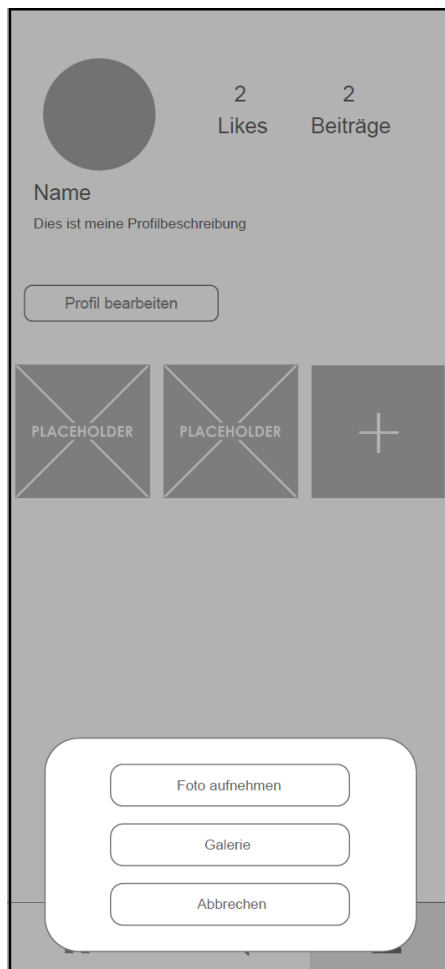 2 2
Likes Beiträge
Name
Dies ist meine Profilbeschreibung
Profil bearbeiten
PLACEHOLDER PLACEHOLDER
Foto aufnehmen
Galerie
Abbrechen